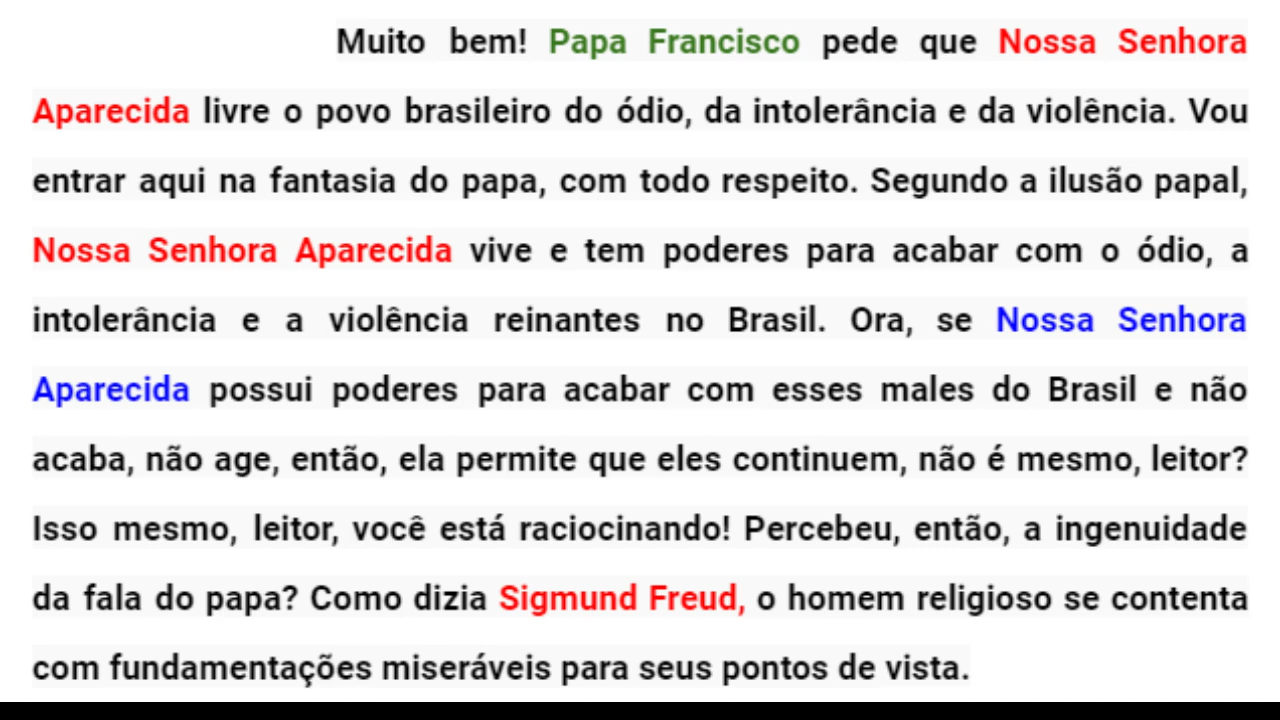 Muito bem! Papa Francisco pede que Nossa Senhora
Aparecida livre o povo brasileiro do ódio, da intolerância e da violência. Vou
entrar aqui na fantasia do papa, com todo respeito. Segundo a ilusão papal,
Nossa Senhora Aparecida vive e tem poderes para acabar com o ódio, a
intolerância e a violência reinantes no Brasil. Ora, se Nossa Senhora
Aparecida possui poderes para acabar com esses males do Brasil e não
acaba, não age, então, ela permite que eles continuem, não é mesmo, leitor?
Isso mesmo, leitor, você está raciocinando! Percebeu, então, a ingenuidade
da fala do papa? Como dizia Sigmund Freud, o homem religioso se contenta
com fundamentações miseráveis para seus pontos de vista.